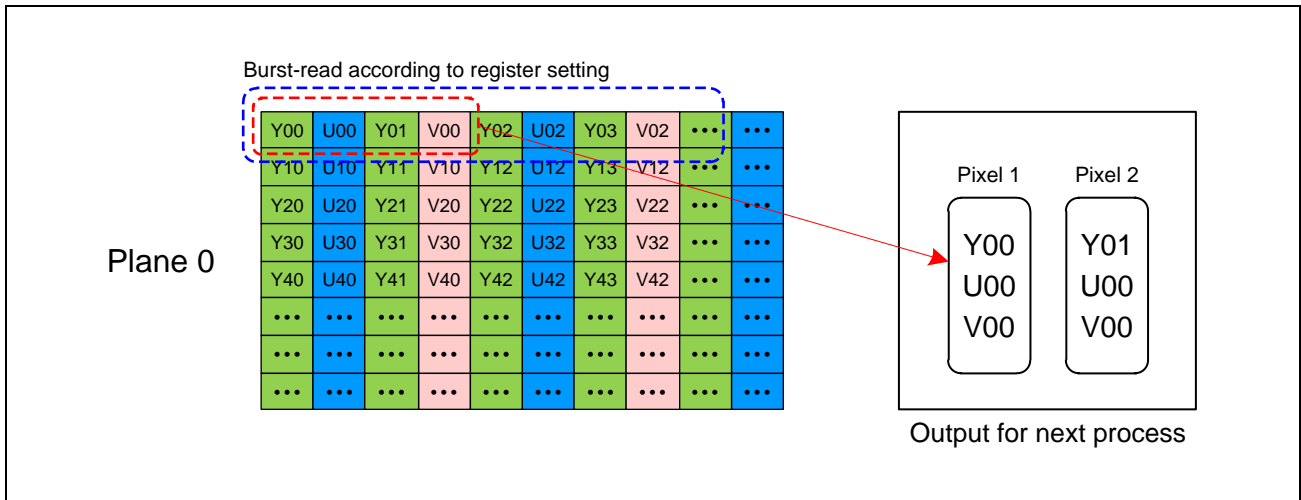 Burst-read according to register setting
Y00 U00 Y01 V00 Y02 U02 Y03 V02 ••• •••
Y10 U10 Y11 V10 Y12 U12 Y13 V12 ••• •••
Y20 U20 Y21 V20 Y22 U22 Y23 V22 ••• •••
Y30 U30 Y31 V30 Y32 U32 Y33 V32 ••• •••
Y40 U40 Y41 V40 Y42 U42 Y43 V42 ••• •••
••• ••• ••• ••• ••• ••• ••• ••• ••• •••
••• ••• ••• ••• ••• ••• ••• ••• ••• •••
••• ••• ••• ••• ••• ••• ••• ••• ••• •••
Plane 0
Pixel 1 Pixel 2
Y00 Y01
U00 U00
V00 V00
Output for next process